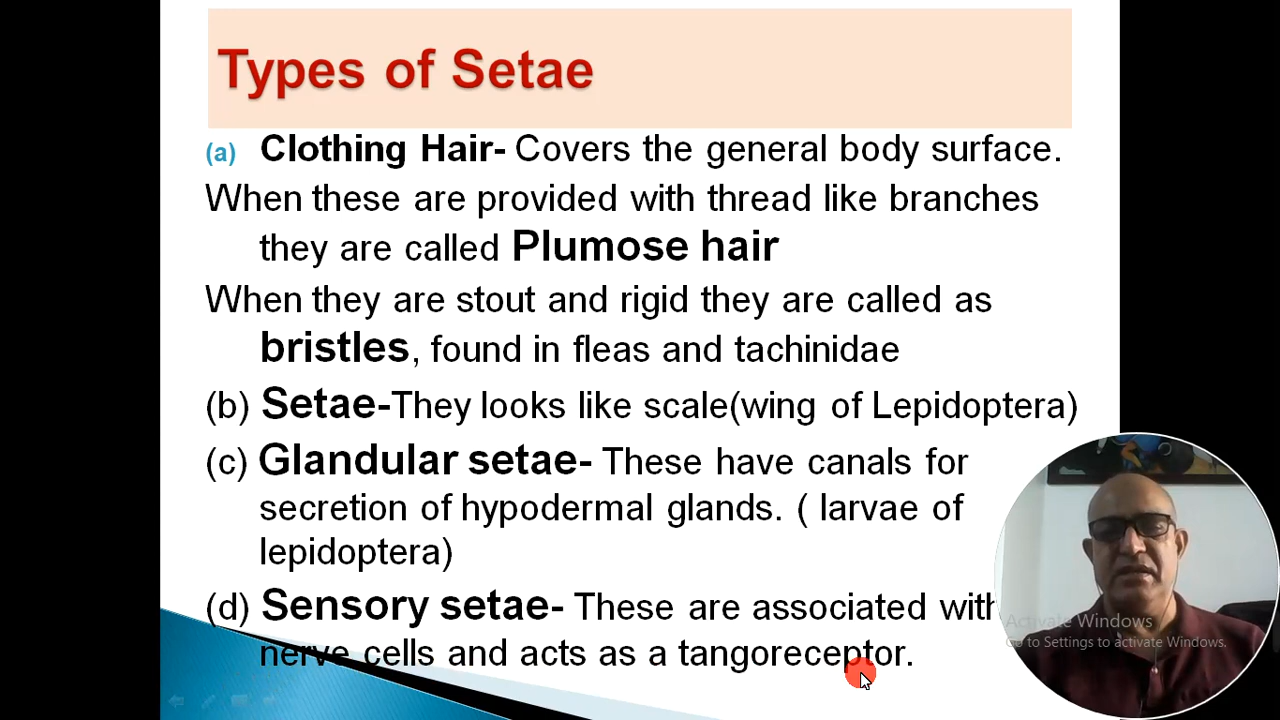 Types of Setae
(a) Clothing Hair- Covers the general body surface.
When these are provided with thread like branches
they are called Plumose hair
When they are stout and rigid they are called as
bristles, found in fleas and tachinidae
(b) Setae-They looks like scale(wing of Lepidoptera)
(c) Glandular setae- These have canals for
secretion of hypodermal glands. ( larvae of
lepidoptera)
(d) Sensory setae- These are associated with
nerve cells and acts as a tangoreceptor.
Activate Windows
Go to Settings to activate Windows.